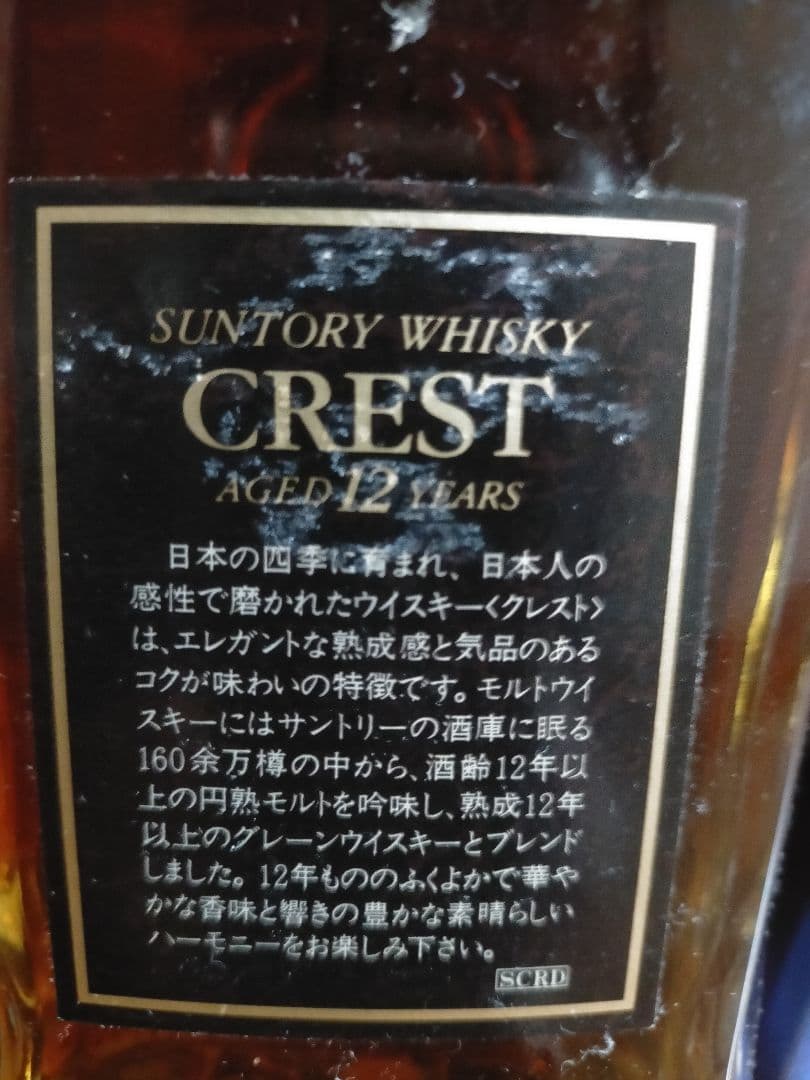 SUNTORY WHISKY
CREST
AGED 12 YEARS
日本の四季に育まれ、日本人の
感性で磨かれたウイスキー〈クレスト〉
は、エレガントな熟成感と気品のある
コクが味わいの特徴です。モルトウイ
スキーにはサントリーの酒庫に眠る
160余万樽の中から、酒齢12年以
上の円熟モルトを吟味し、熟成12年
以上のグレーンウイスキーとブレンド
しました。12年もののふくよかで華や
かな香味と響きの豊かな素晴らしい
ハーモニーをお楽しみ下さい。
SCRD